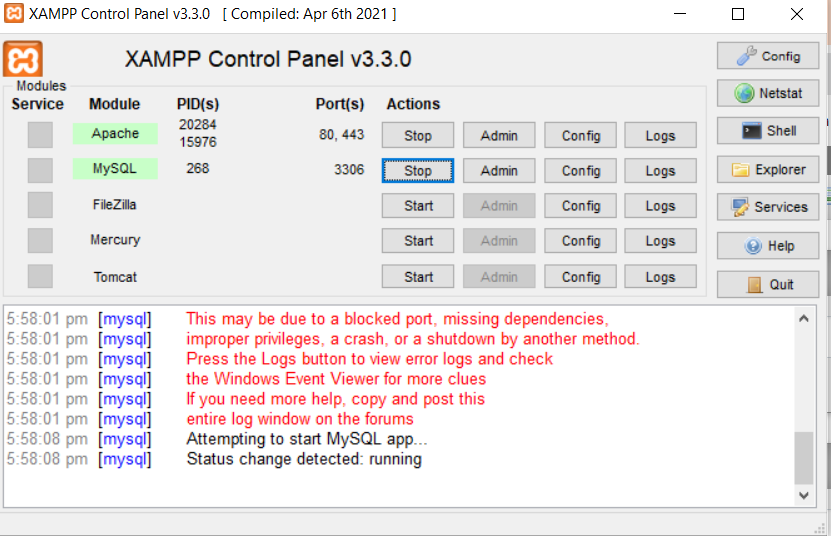 XAMPP Control Panel v3.3.0 [ Compiled: Apr 6th 2021 ]
XAMPP Control Panel v3.3.0
Config
Modules
Service Module PID(s) Port(s) Actions
Netstat
Apache 20284 15976 80, 443 Stop Admin Config Logs
Shell
MySQL 268 3306 Stop Admin Config Logs
Explorer
FileZilla Start Admin Config Logs
Services
Mercury Start Admin Config Logs
Help
Tomcat Start Admin Config Logs
Quit
5:58:01 pm [mysql] This may be due to a blocked port, missing dependencies,
5:58:01 pm [mysql] improper privileges, a crash, or a shutdown by another method.
5:58:01 pm [mysql] Press the Logs button to view error logs and check
5:58:01 pm [mysql] the Windows Event Viewer for more clues
5:58:01 pm [mysql] If you need more help, copy and post this
5:58:01 pm [mysql] entire log window on the forums
5:58:08 pm [mysql] Attempting to start MySQL app...
5:58:08 pm [mysql] Status change detected: running